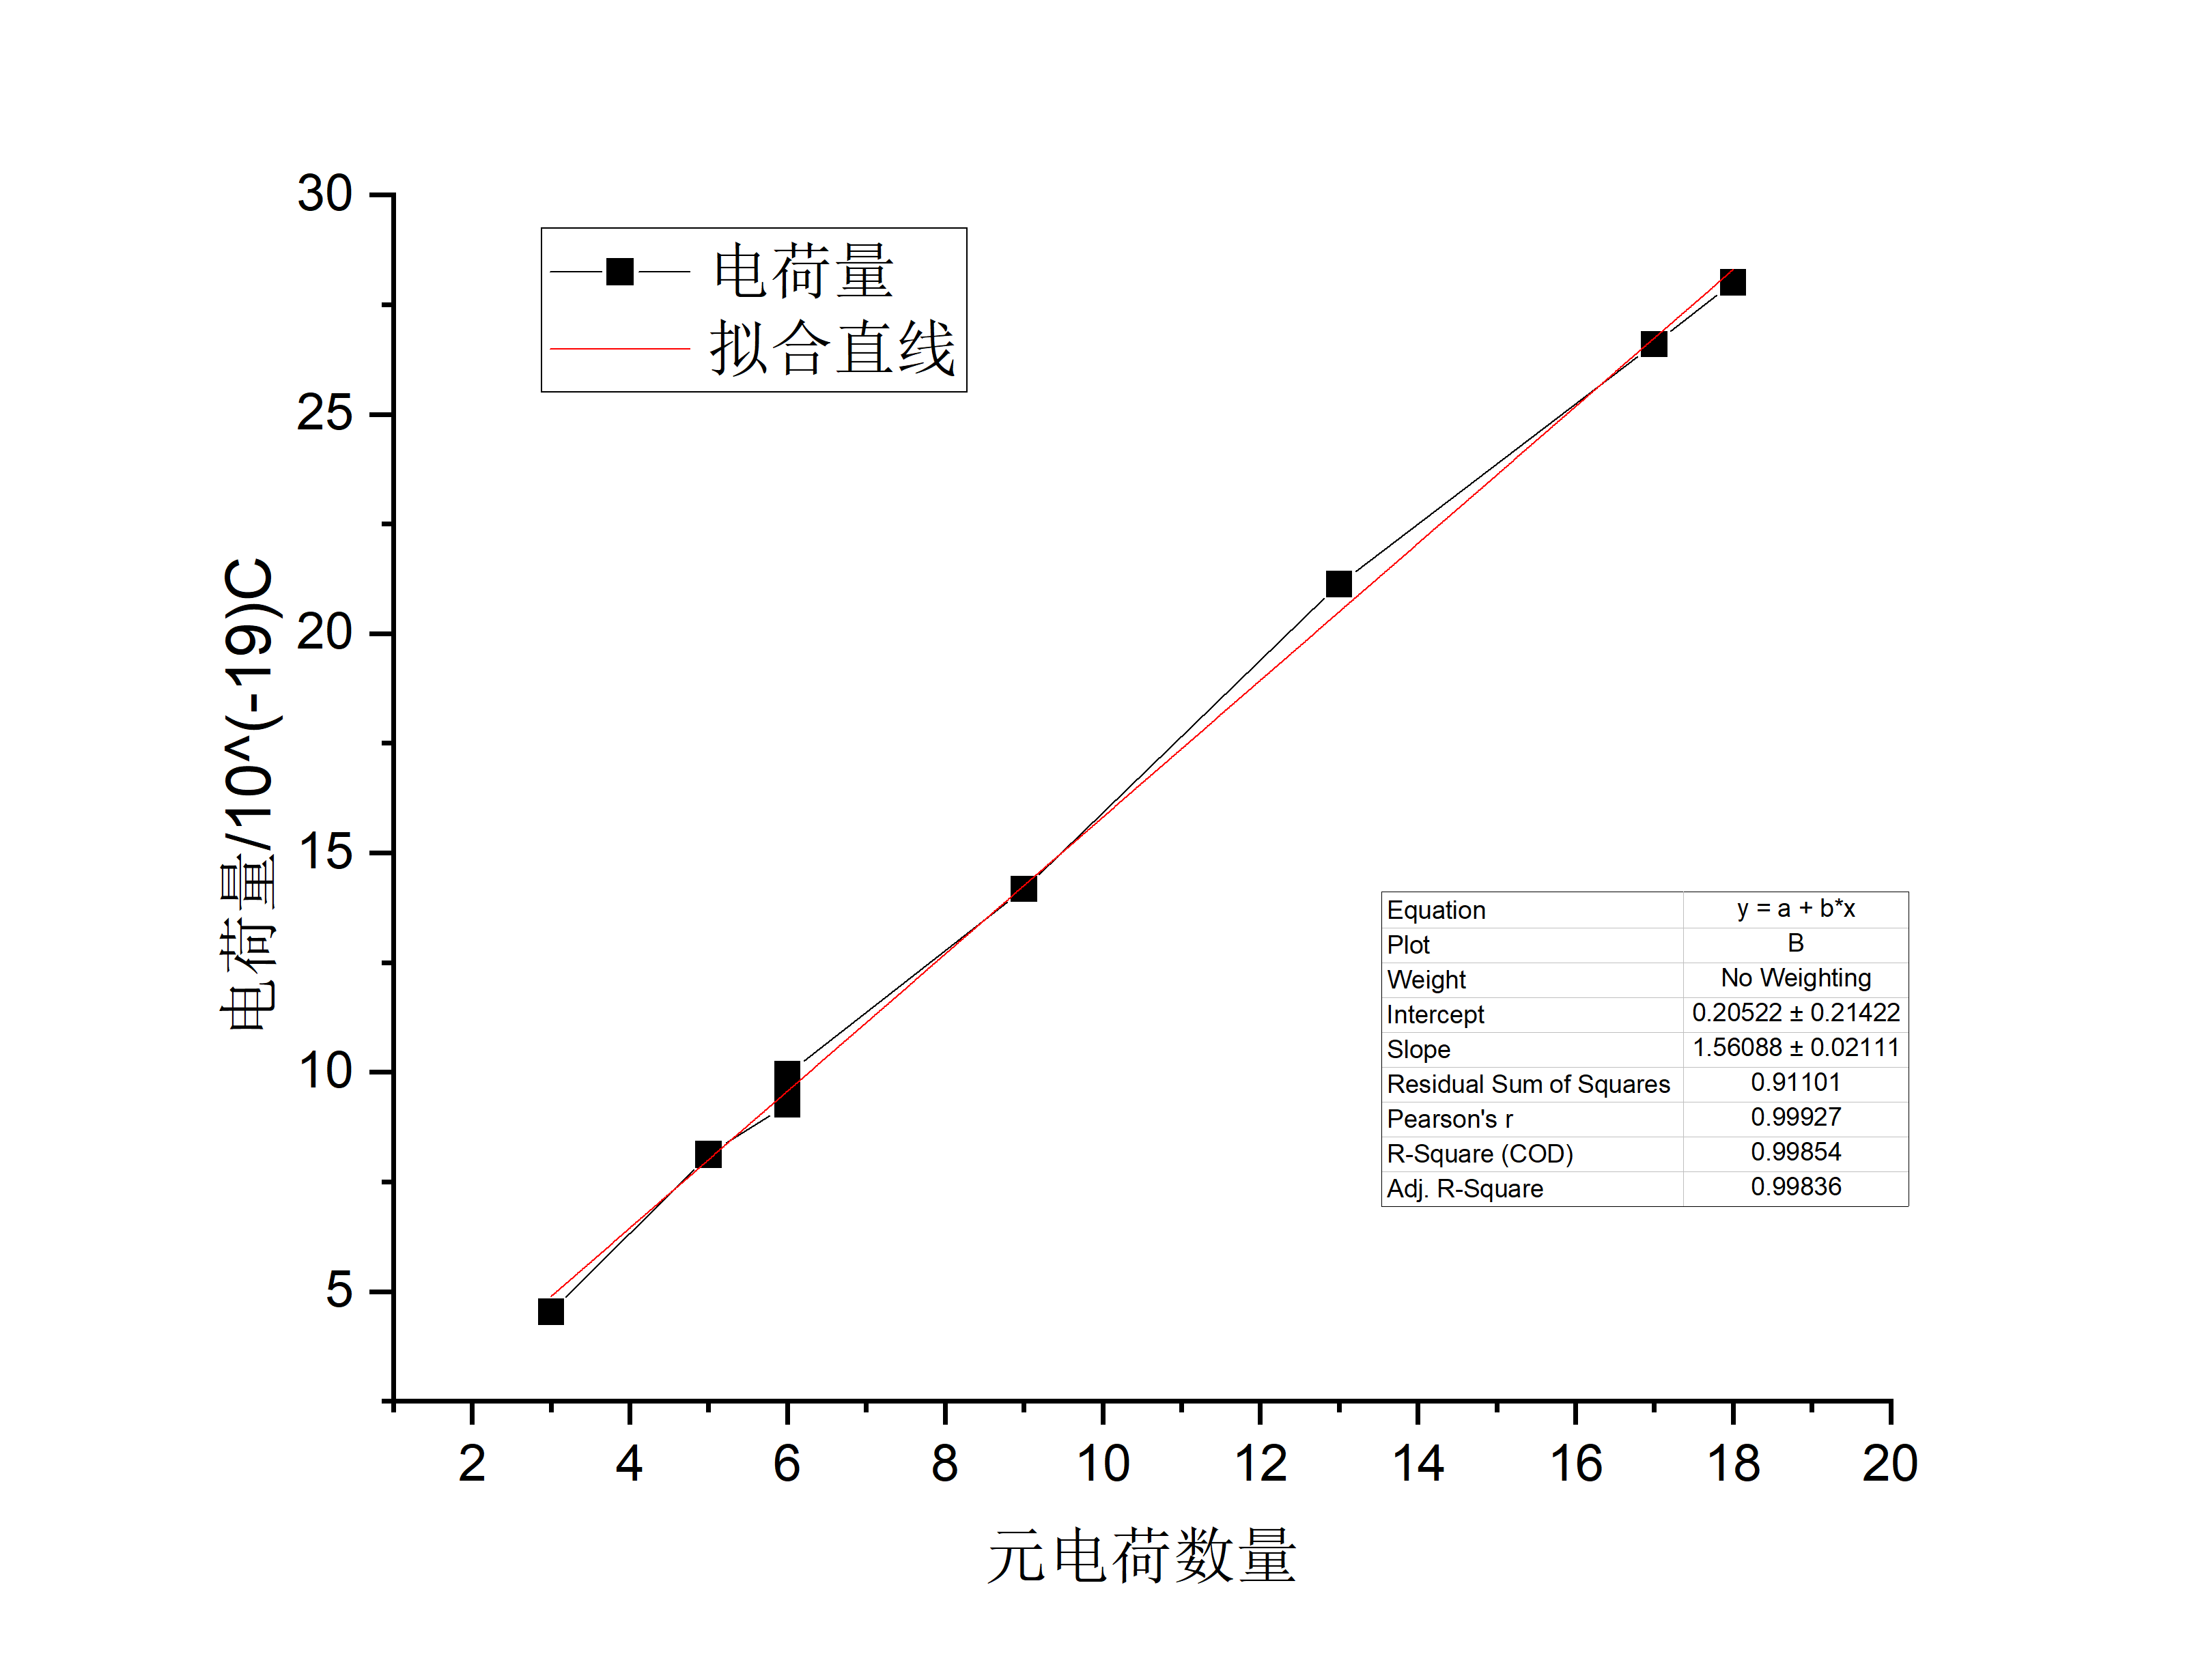 30
25
20
15
10
5
电荷量/10^(-19)C
电荷量
拟合直线
Equation y = a + b*x
Plot B
Weight No Weighting
Intercept 0.20522 ± 0.21422
Slope 1.56088 ± 0.02111
Residual Sum of Squares 0.91101
Pearson's r 0.99927
R-Square (COD) 0.99854
Adj. R-Square 0.99836
2 4 6 8 10 12 14 16 18 20
元电荷数量